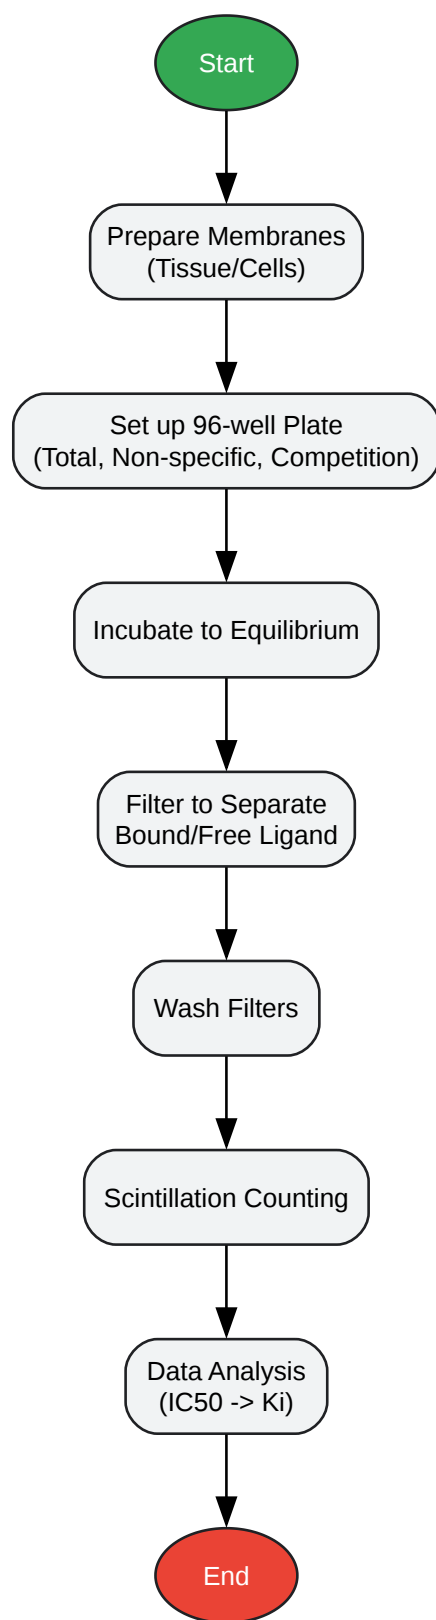 Start
Prepare Membranes
(Tissue/Cells)
Set up 96-well Plate
(Total, Non-specific, Competition)
Incubate to Equilibrium
Filter to Separate
Bound/Free Ligand
Wash Filters
Scintillation Counting
Data Analysis
(IC50 -> Ki)
End